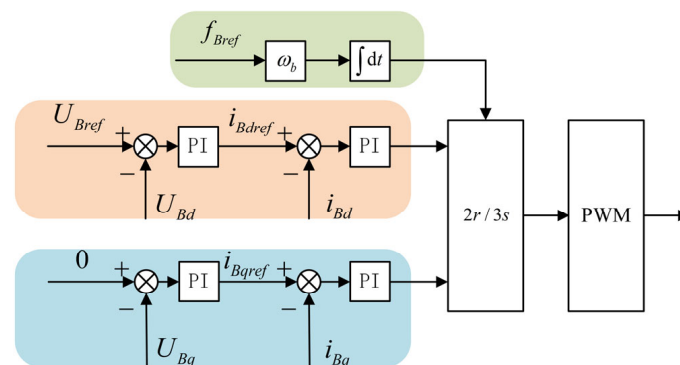 f_Bref
ω_b
∫dt
U_Bref
+
−
PI
i_Bdref
+
−
PI
U_Bd
i_Bd
2r / 3s
PWM
0
+
−
PI
i_Bqref
+
−
PI
U_Bq
i_Bq